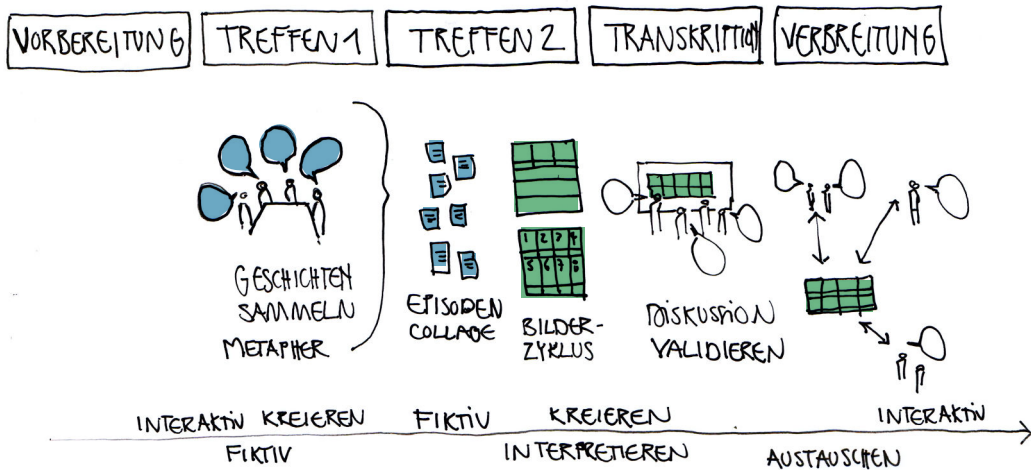 VORBEREITUNG
TREFFEN 1
TREFFEN 2
TRANSKRIPTION
VERBREITUNG
GESCHICHTEN
SAMMELN
METAPHER
EPISODEN
COLLAGE
1 2 3 4
5 6 7 8
BILDER-
ZYKLUS
DISKUSSION
VALIDIEREN
INTERAKTIV KREIEREN
FIKTIV
KREIEREN
INTERAKTIV
FIKTIV
INTERPRETIEREN
AUSTAUSCHEN